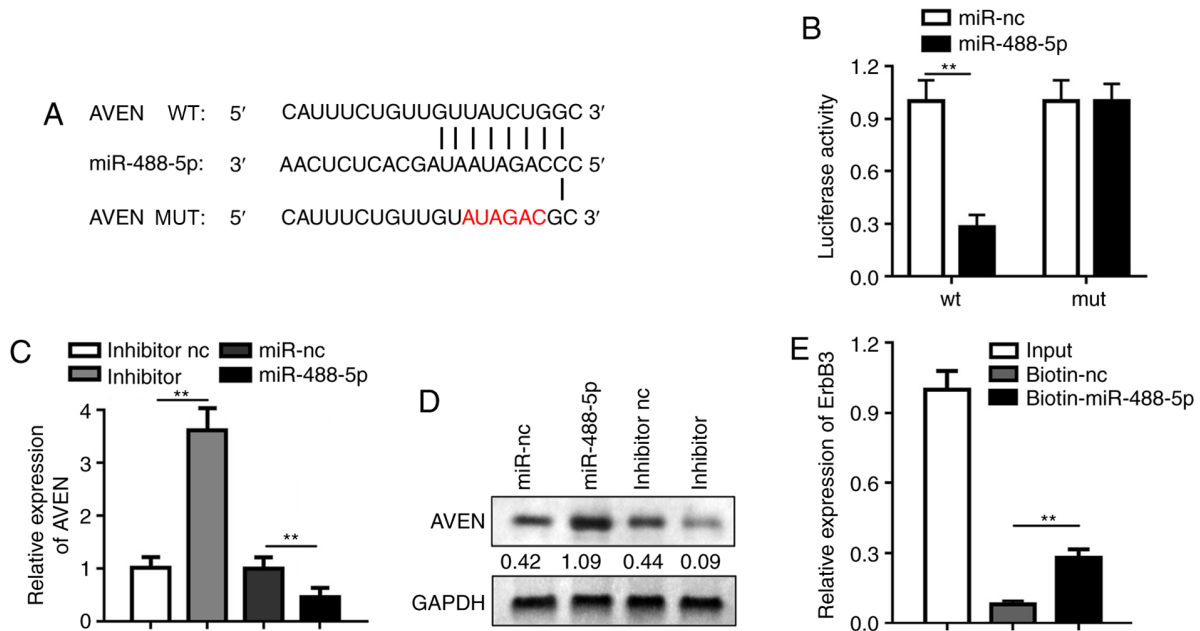 A
AVEN WT: 5′ CAUUUCUGUUGUUAUCUGGC 3′
miR-488-5p: 3′ AACUCUCACGAUAAUAGACCC 5′
AVEN MUT: 5′ CAUUUCUGUUGUAUAGACGC 3′
B
miR-nc
miR-488-5p
Luciferase activity
1.2
0.9
0.6
0.3
0.0
**
wt mut
C
Inhibitor nc miR-nc
Inhibitor miR-488-5p
Relative expression
of AVEN
4
3
2
1
0
**
**
D
miR-nc
miR-488-5p
Inhibitor nc
Inhibitor
AVEN
0.42 1.09 0.44 0.09
GAPDH
E
Input
Biotin-nc
Biotin-miR-488-5p
Relative expression of ErbB3
1.2
0.9
0.6
0.3
0.0
**